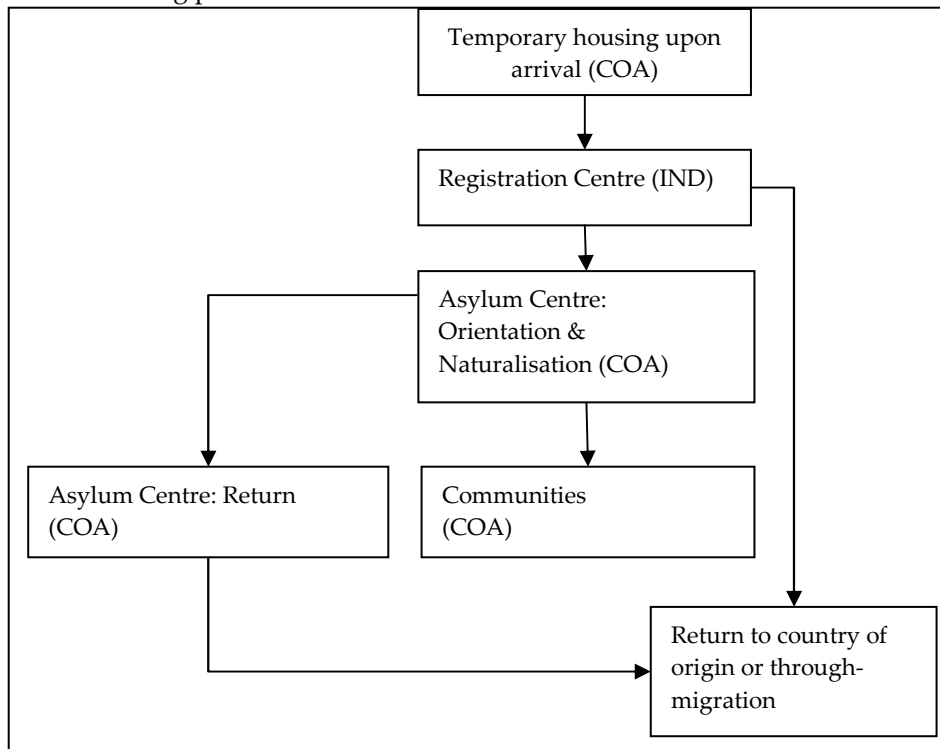 Temporary housing upon
arrival (COA)
Registration Centre (IND)
Asylum Centre:
Orientation &
Naturalisation (COA)
Asylum Centre: Return
(COA)
Communities
(COA)
Return to country of
origin or through-
migration